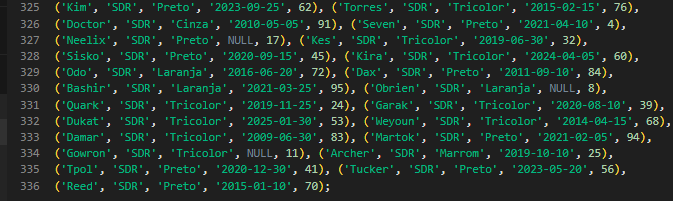 325 ('Kim', 'SDR', 'Preto', '2023-09-25', 62), ('Torres', 'SDR', 'Tricolor', '2015-02-15', 76),
326 ('Doctor', 'SDR', 'Cinza', '2010-05-05', 91), ('Seven', 'SDR', 'Preto', '2021-04-10', 4),
327 ('Neelix', 'SDR', 'Preto', NULL, 17), ('Kes', 'SDR', 'Tricolor', '2019-06-30', 32),
328 ('Sisko', 'SDR', 'Preto', '2020-09-15', 45), ('Kira', 'SDR', 'Tricolor', '2024-04-05', 60),
329 ('Odo', 'SDR', 'Laranja', '2016-06-20', 72), ('Dax', 'SDR', 'Preto', '2011-09-10', 84),
330 ('Bashir', 'SDR', 'Laranja', '2021-03-25', 95), ('Obrien', 'SDR', 'Laranja', NULL, 8),
331 ('Quark', 'SDR', 'Tricolor', '2019-11-25', 24), ('Garak', 'SDR', 'Tricolor', '2020-08-10', 39),
332 ('Dukat', 'SDR', 'Tricolor', '2025-01-30', 53), ('Weyoun', 'SDR', 'Tricolor', '2014-04-15', 68),
333 ('Damar', 'SDR', 'Tricolor', '2009-06-30', 83), ('Martok', 'SDR', 'Preto', '2021-02-05', 94),
334 ('Gowron', 'SDR', 'Tricolor', NULL, 11), ('Archer', 'SDR', 'Marrom', '2019-10-10', 25),
335 ('Tpol', 'SDR', 'Preto', '2020-12-30', 41), ('Tucker', 'SDR', 'Preto', '2023-05-20', 56),
336 ('Reed', 'SDR', 'Preto', '2015-01-10', 70);